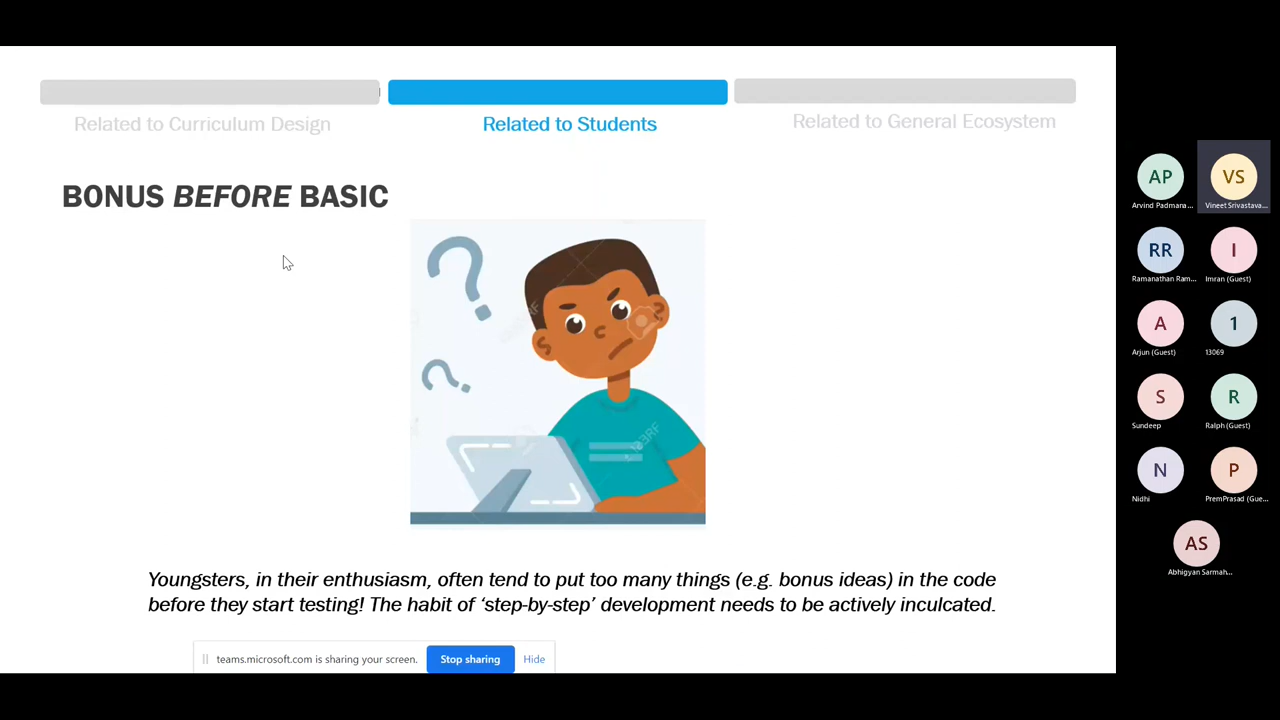 Related to Curriculum Design
Related to Students
Related to General Ecosystem
BONUS BEFORE BASIC
123RF
Youngsters, in their enthusiasm, often tend to put too many things (e.g. bonus ideas) in the code
before they start testing! The habit of ‘step-by-step’ development needs to be actively inculcated.
teams.microsoft.com is sharing your screen.
Stop sharing
Hide
AP
Arvind Padmana...
VS
Vineet Srivastava...
RR
Ramanathan Ram...
I
Imran (Guest)
A
Arjun (Guest)
1
13069
S
Sundeep
R
Ralph (Guest)
N
Nidhi
P
PremPrasad (Gue...
AS
Abhigyan Sarmah...